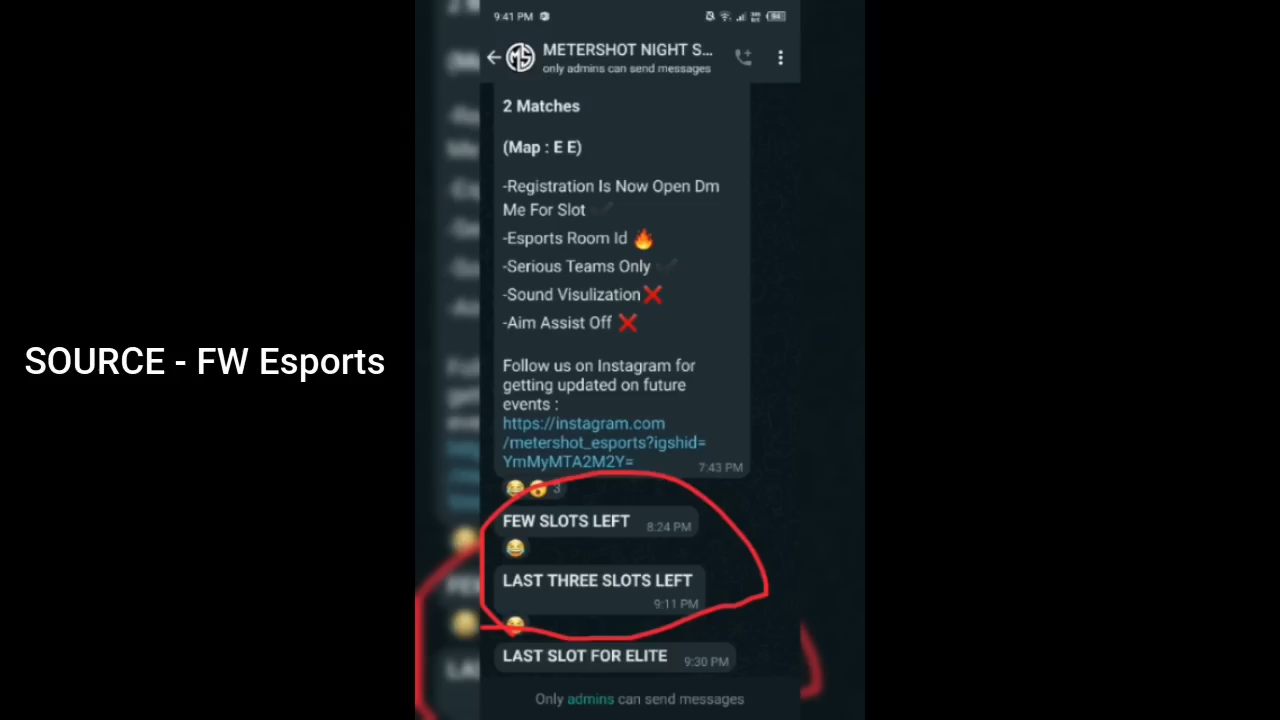 9:41 PM
METERSHOT NIGHT S...
only admins can send messages
2 Matches
(Map : E E)
-Registration Is Now Open Dm
Me For Slot
-Esports Room Id 🔥
-Serious Teams Only
-Sound Visulization❌
-Aim Assist Off ❌
Follow us on Instagram for
getting updated on future
events :
https://instagram.com
/metershot_esports?igshid=
YmMyMTA2M2Y=
7:43 PM
😂😮 3
FEW SLOTS LEFT 8:24 PM
😂
LAST THREE SLOTS LEFT
9:11 PM
LAST SLOT FOR ELITE 9:30 PM
Only admins can send messages
SOURCE - FW Esports